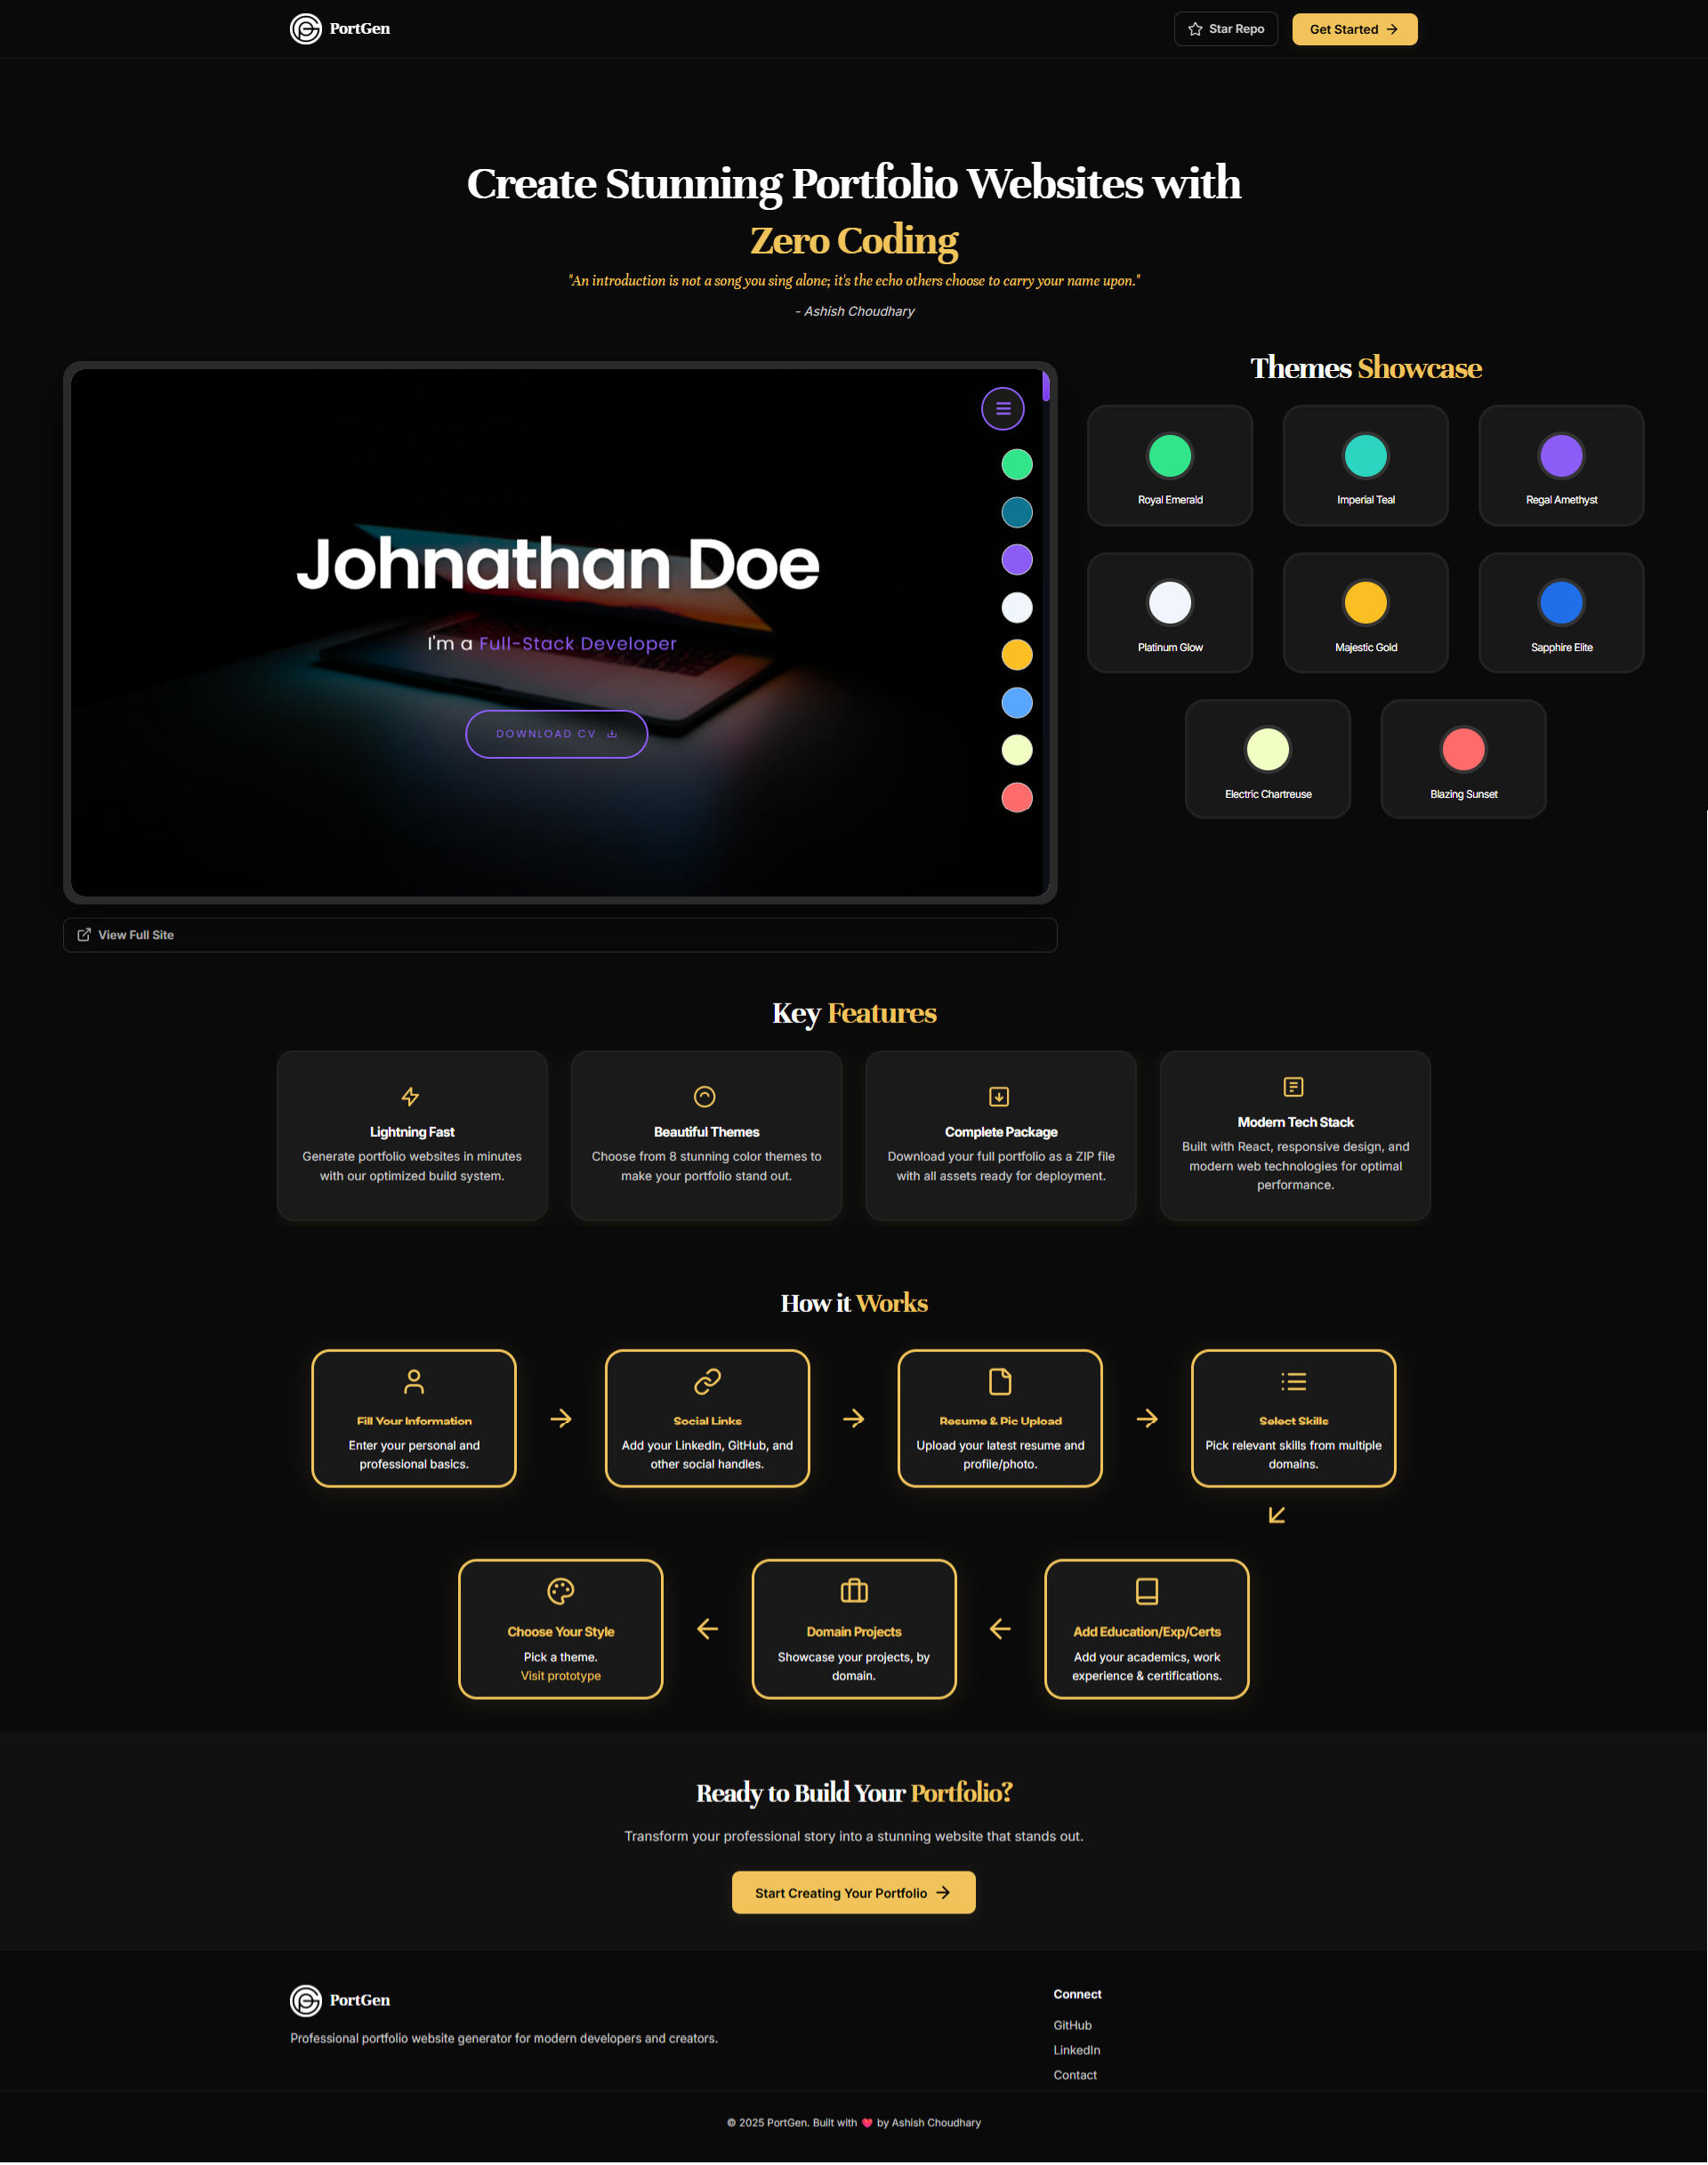 PortGen
Star Repo
Get Started
Create Stunning Portfolio Websites with
Zero Coding
"An introduction is not a song you sing alone; it's the echo others choose to carry your name upon."
- Ashish Choudhary
Johnathan Doe
I'm a Full-Stack Developer
DOWNLOAD CV
View Full Site
Themes Showcase
Royal Emerald
Imperial Teal
Regal Amethyst
Platinum Glow
Majestic Gold
Sapphire Elite
Electric Chartreuse
Blazing Sunset
Key Features
Lightning Fast
Generate portfolio websites in minutes
with our optimized build system.
Beautiful Themes
Choose from 8 stunning color themes to
make your portfolio stand out.
Complete Package
Download your full portfolio as a ZIP file
with all assets ready for deployment.
Modern Tech Stack
Built with React, responsive design, and
modern web technologies for optimal
performance.
How it Works
Fill Your Information
Enter your personal and
professional basics.
Social Links
Add your LinkedIn, GitHub, and
other social handles.
Resume & Pic Upload
Upload your latest resume and
profile/photo.
Select Skills
Pick relevant skills from multiple
domains.
Choose Your Style
Pick a theme.
Visit prototype
Domain Projects
Showcase your projects, by
domain.
Add Education/Exp/Certs
Add your academics, work
experience & certifications.
Ready to Build Your Portfolio?
Transform your professional story into a stunning website that stands out.
Start Creating Your Portfolio
PortGen
Professional portfolio website generator for modern developers and creators.
Connect
GitHub
LinkedIn
Contact
© 2025 PortGen. Built with ❤️ by Ashish Choudhary